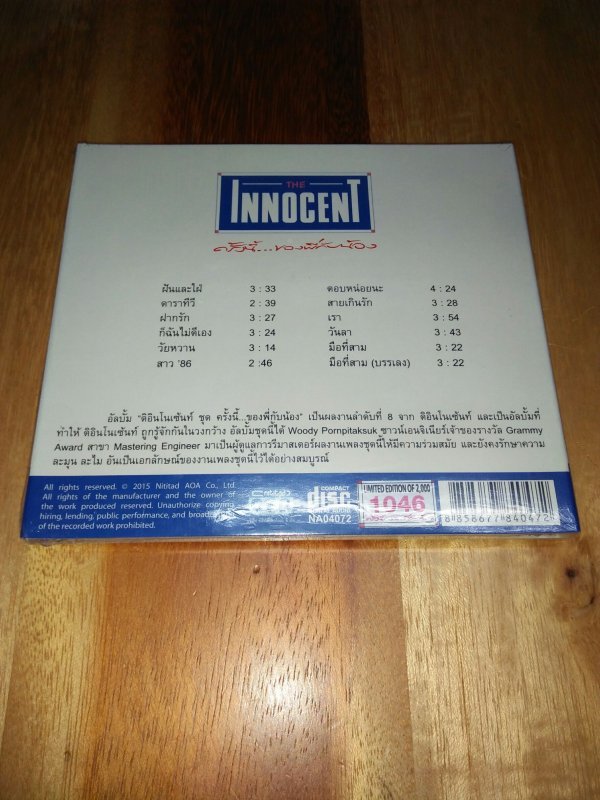 THE
INNOCENT
ครั้งนี้...ของพี่กับน้อง
ฝันและใฝ่ 3 : 33
ดาราทีวี 2 : 39
ฝากรัก 3 : 27
ก็ฉันไม่ดีเอง 3 : 24
วัยหวาน 3 : 14
สาว '86 2 :46
ตอบหน่อยนะ 4 : 24
สายเกินรัก 3 : 28
เรา 3 : 54
วันลา 3 : 43
มือที่สาม 3 : 22
มือที่สาม (บรรเลง) 3 : 22
อัลบั้ม "ดิอินโนเซ้นท์ ชุด ครั้งนี้...ของพี่กับน้อง" เป็นผลงานลำดับที่ 8 จาก ดิอินโนเซ้นท์ และเป็นอัลบั้มที่
ทำให้ ดิอินโนเซ้นท์ ถูกรู้จักกันในวงกว้าง อัลบั้มชุดนี้ได้ Woody Pornpitaksuk ซาวน์เอนจิเนียร์เจ้าของรางวัล Grammy
Award สาขา Mastering Engineer มาเป็นผู้ดูแลการรีมาสเตอร์ผลงานเพลงชุดนี้ให้มีความร่วมสมัย และยังคงรักษาความ
ละมุน ละไม อันเป็นเอกลักษณ์ของงานเพลงชุดนี้ไว้ได้อย่างสมบูรณ์
All rights reserved. © 2015 Nititad AOA Co., Ltd.
All rights of the manufacturer and the owner of
the work produced reserved. Unauthorize copying
hiring, lending, public performance, and broadc
of the recorded work prohibited.
COMPACT
disc
DIGITAL AUDIO
NA04072
LIMITED EDITION OF 2,000
1046
8 858677 840472